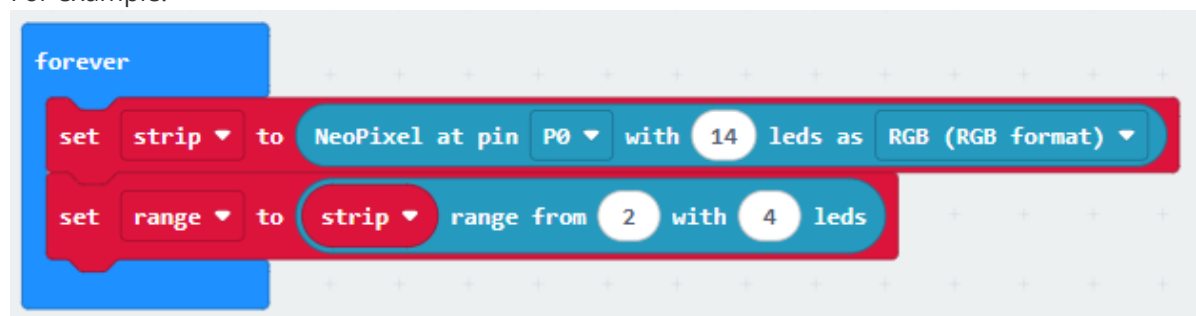 For example:
forever
set strip to NeoPixel at pin P0 with 14 leds as RGB (RGB format)
set range to strip range from 2 with 4 leds